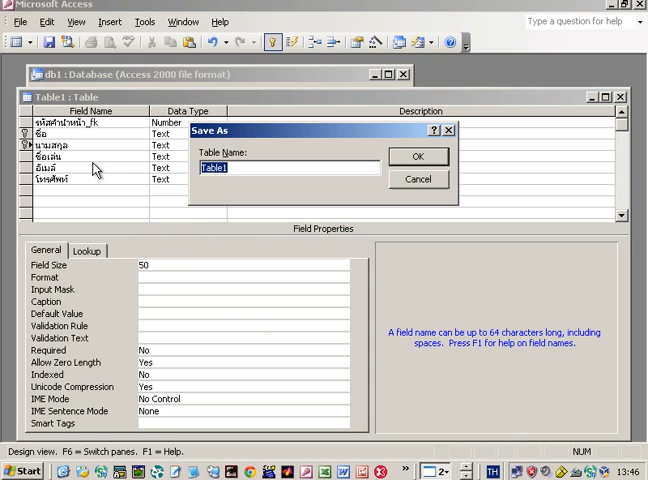 Microsoft Access
File Edit View Insert Tools Window Help
Type a question for help
db1 : Database (Access 2000 file format)
Table1 : Table
Field Name Data Type Description
รหัสคำนำหน้า_fk Number
ชื่อ Text
นามสกุล Text
ชื่อเล่น Text
อีเมล์ Text
โทรศัพท์ Text
Save As
Table Name:
Table1
OK
Cancel
Field Properties
General Lookup
Field Size 50
Format
Input Mask
Caption
Default Value
Validation Rule
Validation Text
Required No
Allow Zero Length Yes
Indexed No
Unicode Compression Yes
IME Mode No Control
IME Sentence Mode None
Smart Tags
A field name can be up to 64 characters long, including
spaces. Press F1 for help on field names.
Design view. F6 = Switch panes. F1 = Help. NUM
Start 2 TH 13:46